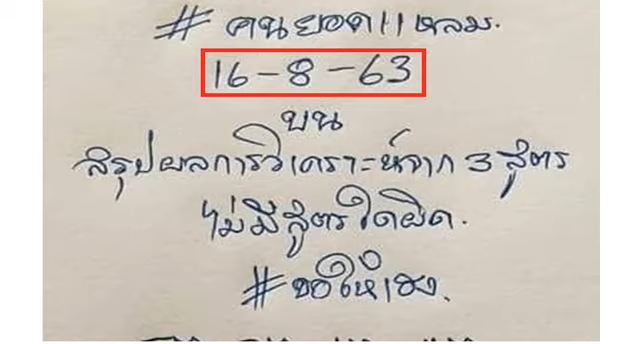 # คนยอดแหลม.
16-8-63
บน
สรุปผลการวิเคราะห์จาก 3 สูตร
ไม่มีสูตรใดผิด.
#ขอให้เฮง.